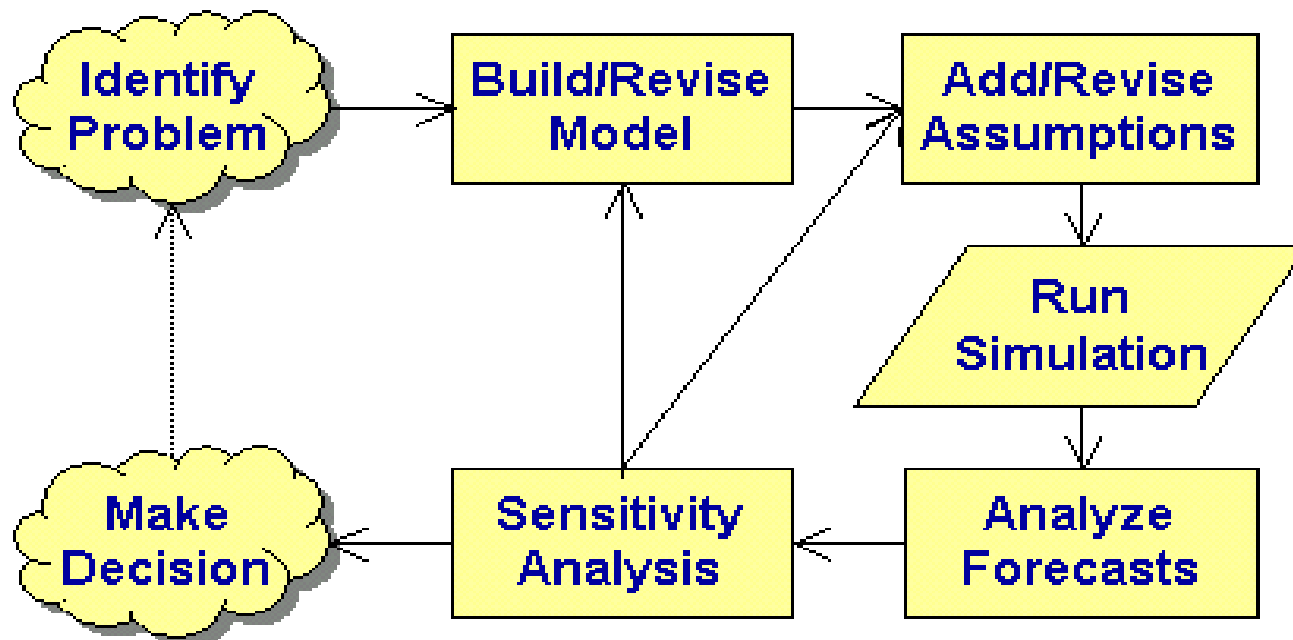 Identify
Problem
Build/Revise
Model
Add/Revise
Assumptions
Run
Simulation
Make
Decision
Sensitivity
Analysis
Analyze
Forecasts